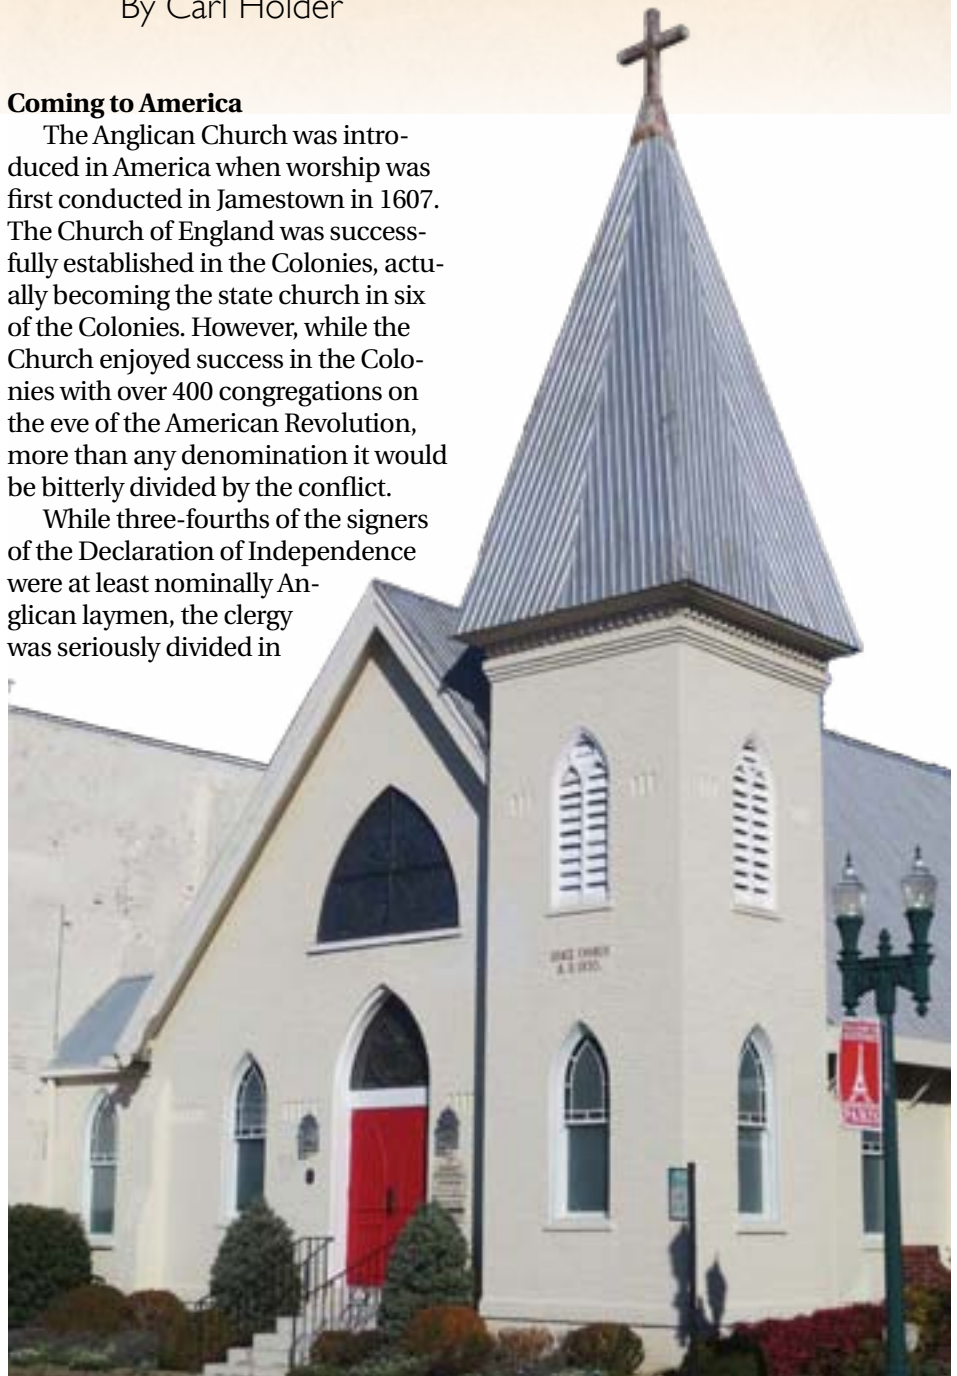 By Carl Holder
Coming to America
The Anglican Church was intro-
duced in America when worship was
first conducted in Jamestown in 1607.
The Church of England was success-
fully established in the Colonies, actu-
ally becoming the state church in six
of the Colonies. However, while the
Church enjoyed success in the Colo-
nies with over 400 congregations on
the eve of the American Revolution,
more than any denomination it would
be bitterly divided by the conflict.
While three-fourths of the signers
of the Declaration of Independence
were at least nominally An-
glican laymen, the clergy
was seriously divided in
CHURCH
PARIS